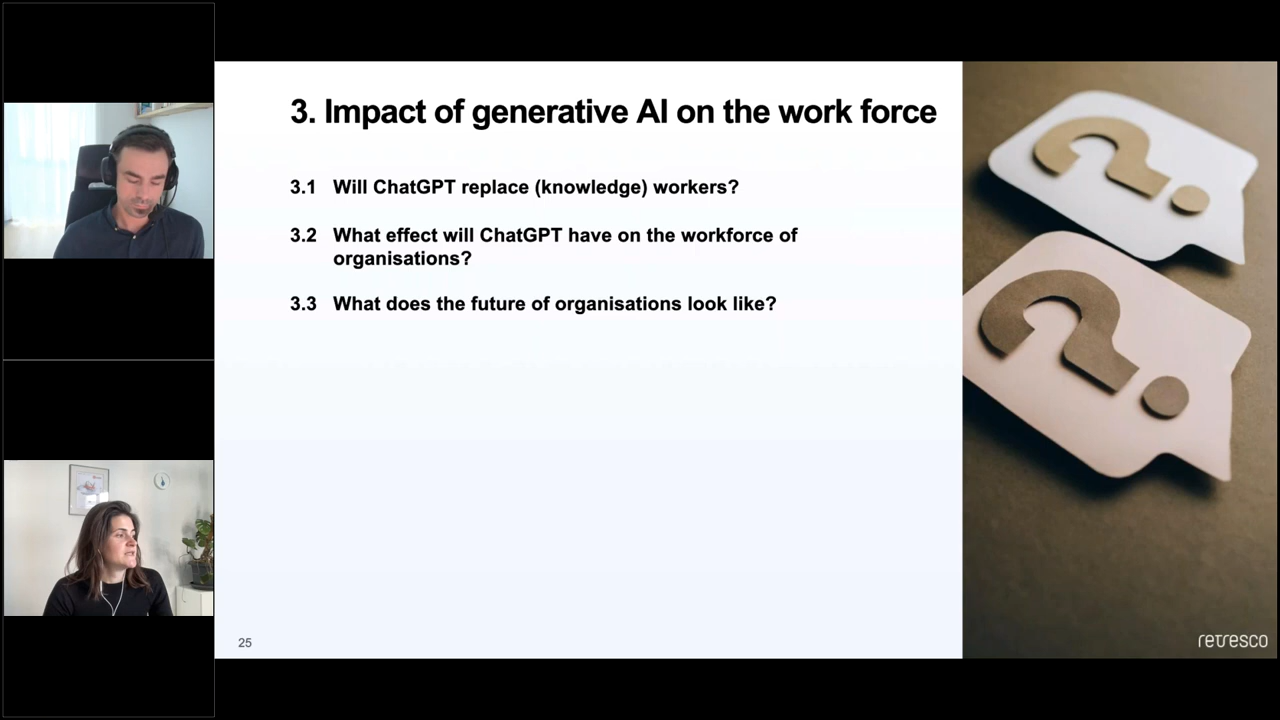 3. Impact of generative AI on the work force
3.1 Will ChatGPT replace (knowledge) workers?
3.2 What effect will ChatGPT have on the workforce of
organisations?
3.3 What does the future of organisations look like?
25
retresco